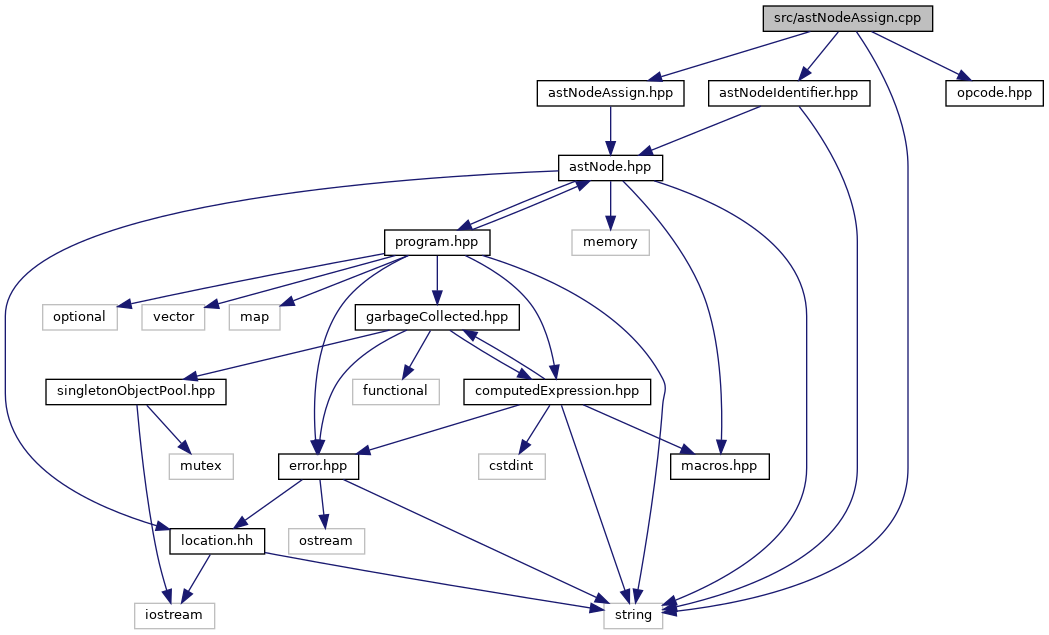 src/astNodeAssign.cpp
astNodeAssign.hpp
astNodeIdentifier.hpp
opcode.hpp
astNode.hpp
program.hpp
memory
optional
vector
map
garbageCollected.hpp
singletonObjectPool.hpp
functional
computedExpression.hpp
mutex
error.hpp
cstdint
macros.hpp
location.hh
ostream
iostream
string